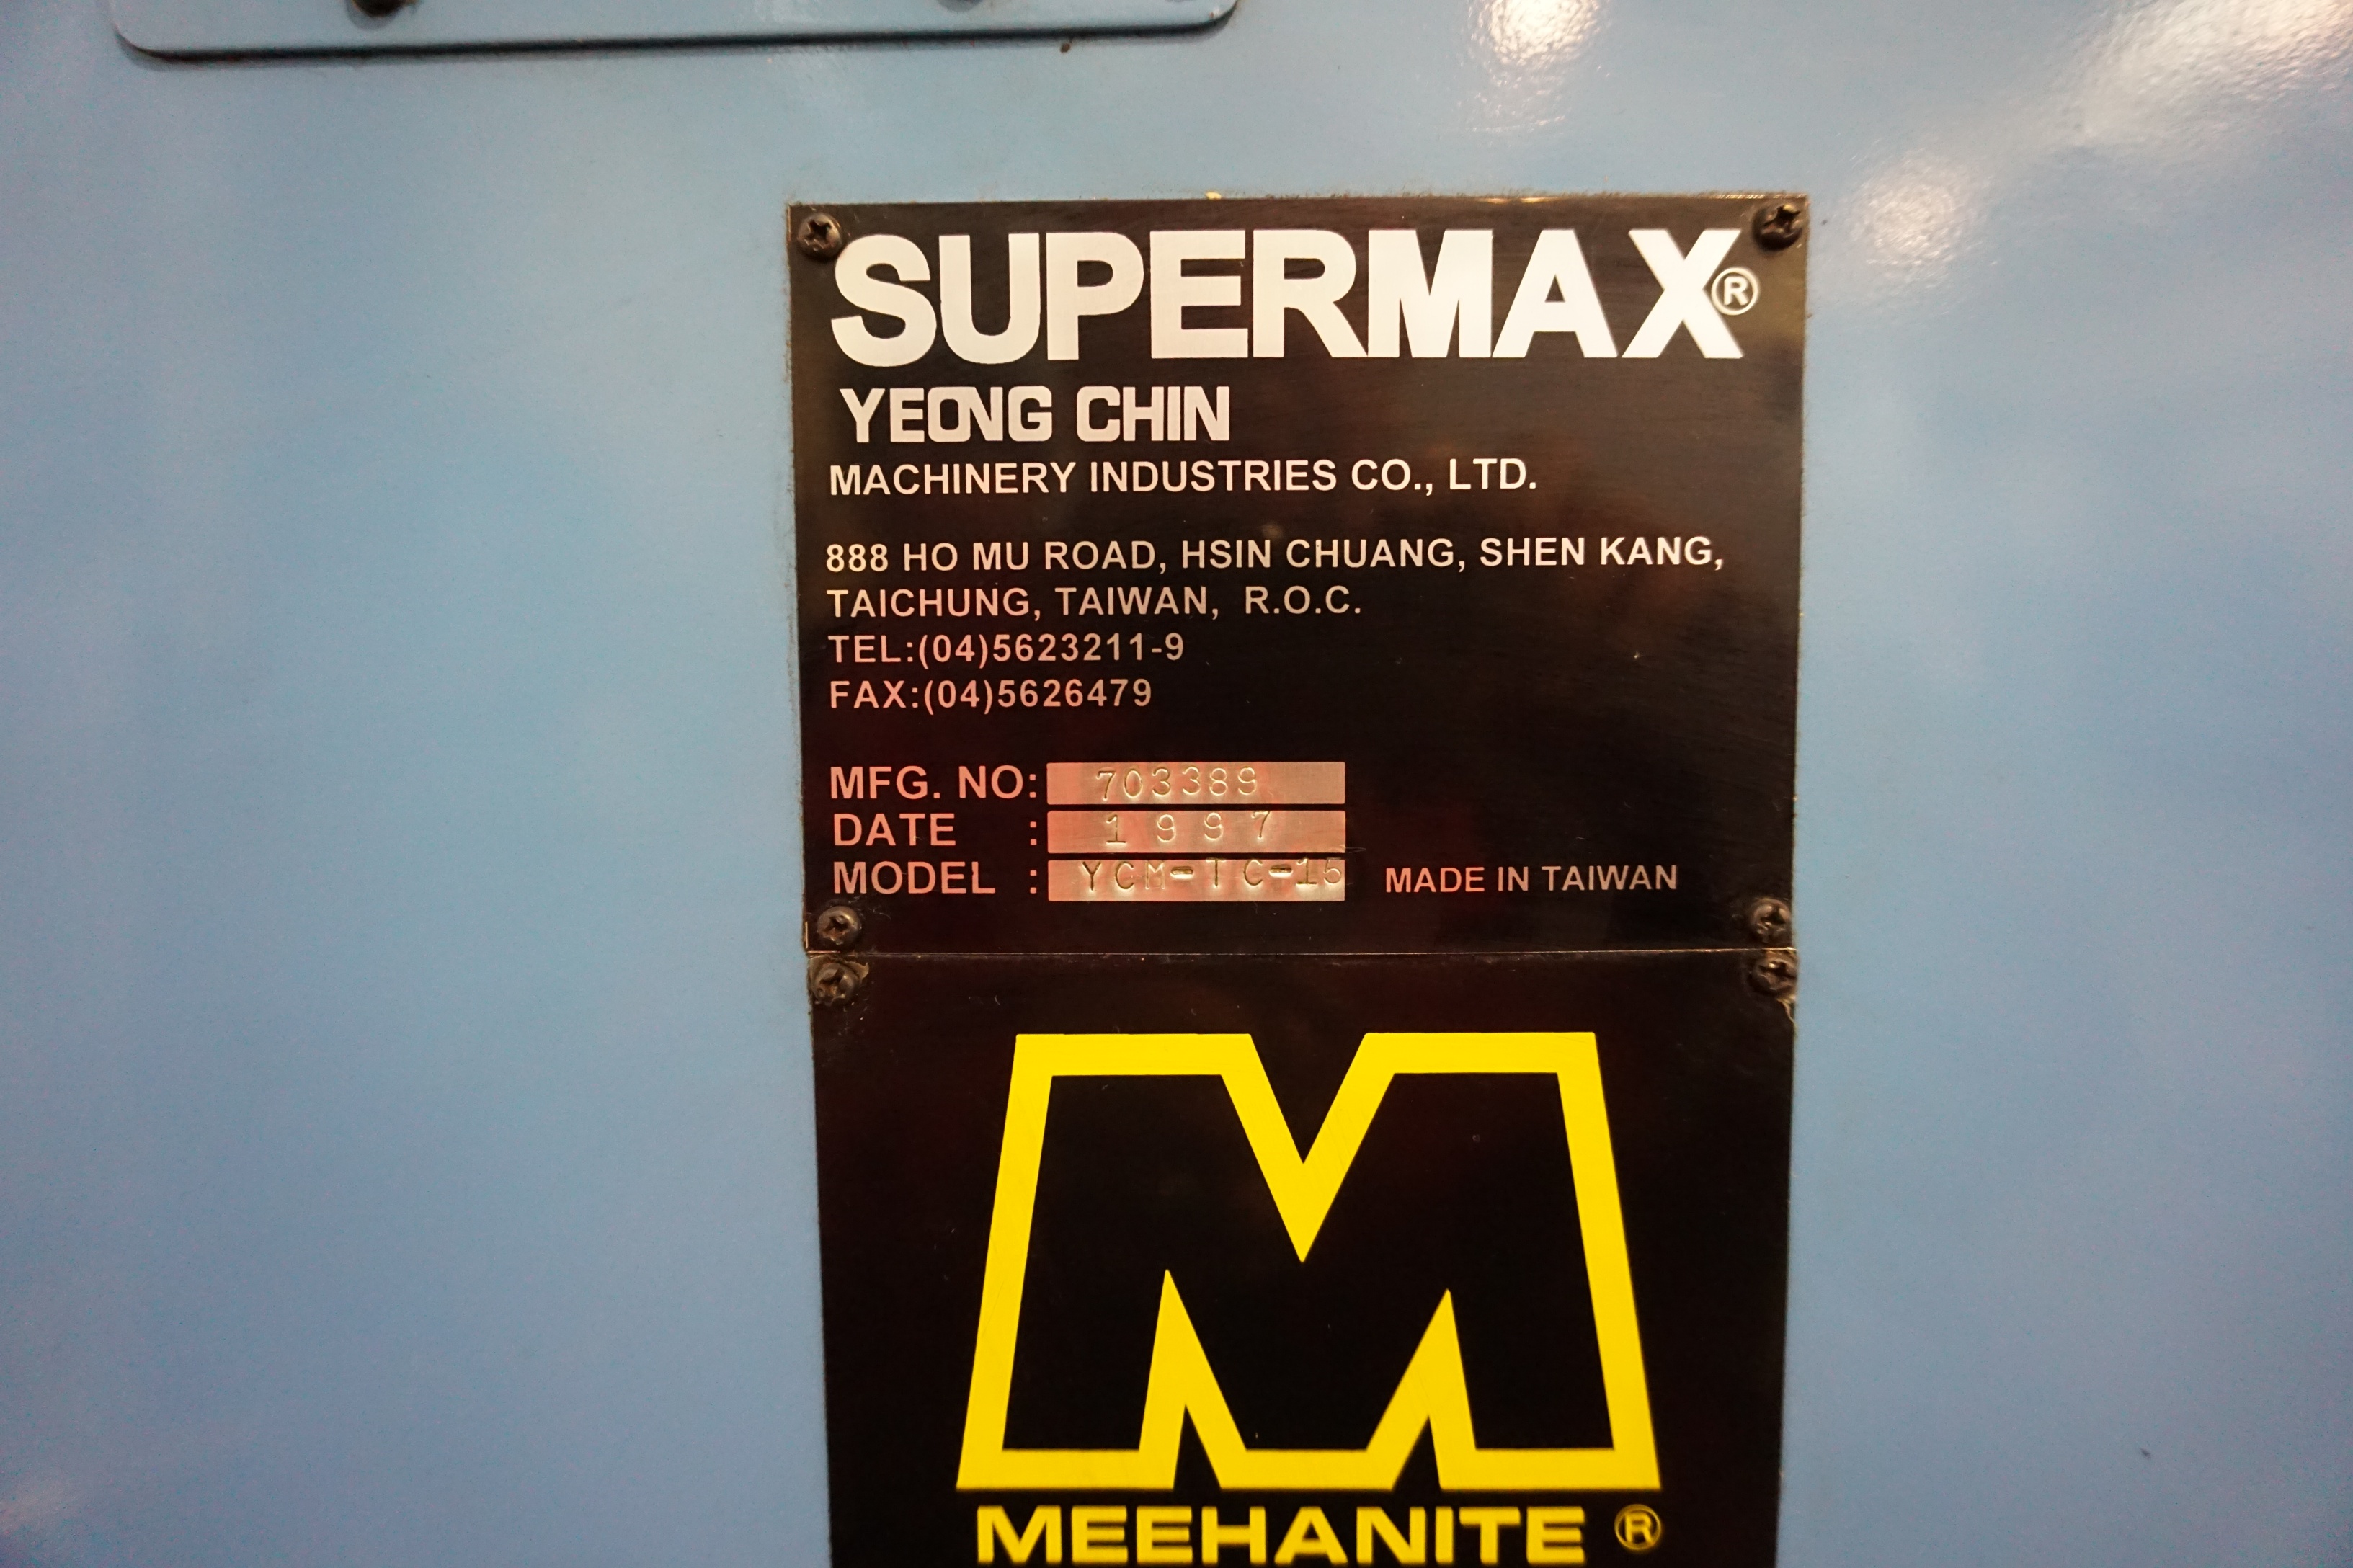 SUPERMAX®
YEONG CHIN
MACHINERY INDUSTRIES CO., LTD.
888 HO MU ROAD, HSIN CHUANG, SHEN KANG,
TAICHUNG, TAIWAN, R.O.C.
TEL:(04)5623211-9
FAX:(04)5626479
MFG. NO: 703389
DATE : 1997
MODEL : YCM-TC-15 MADE IN TAIWAN
M
MEEHANITE ®